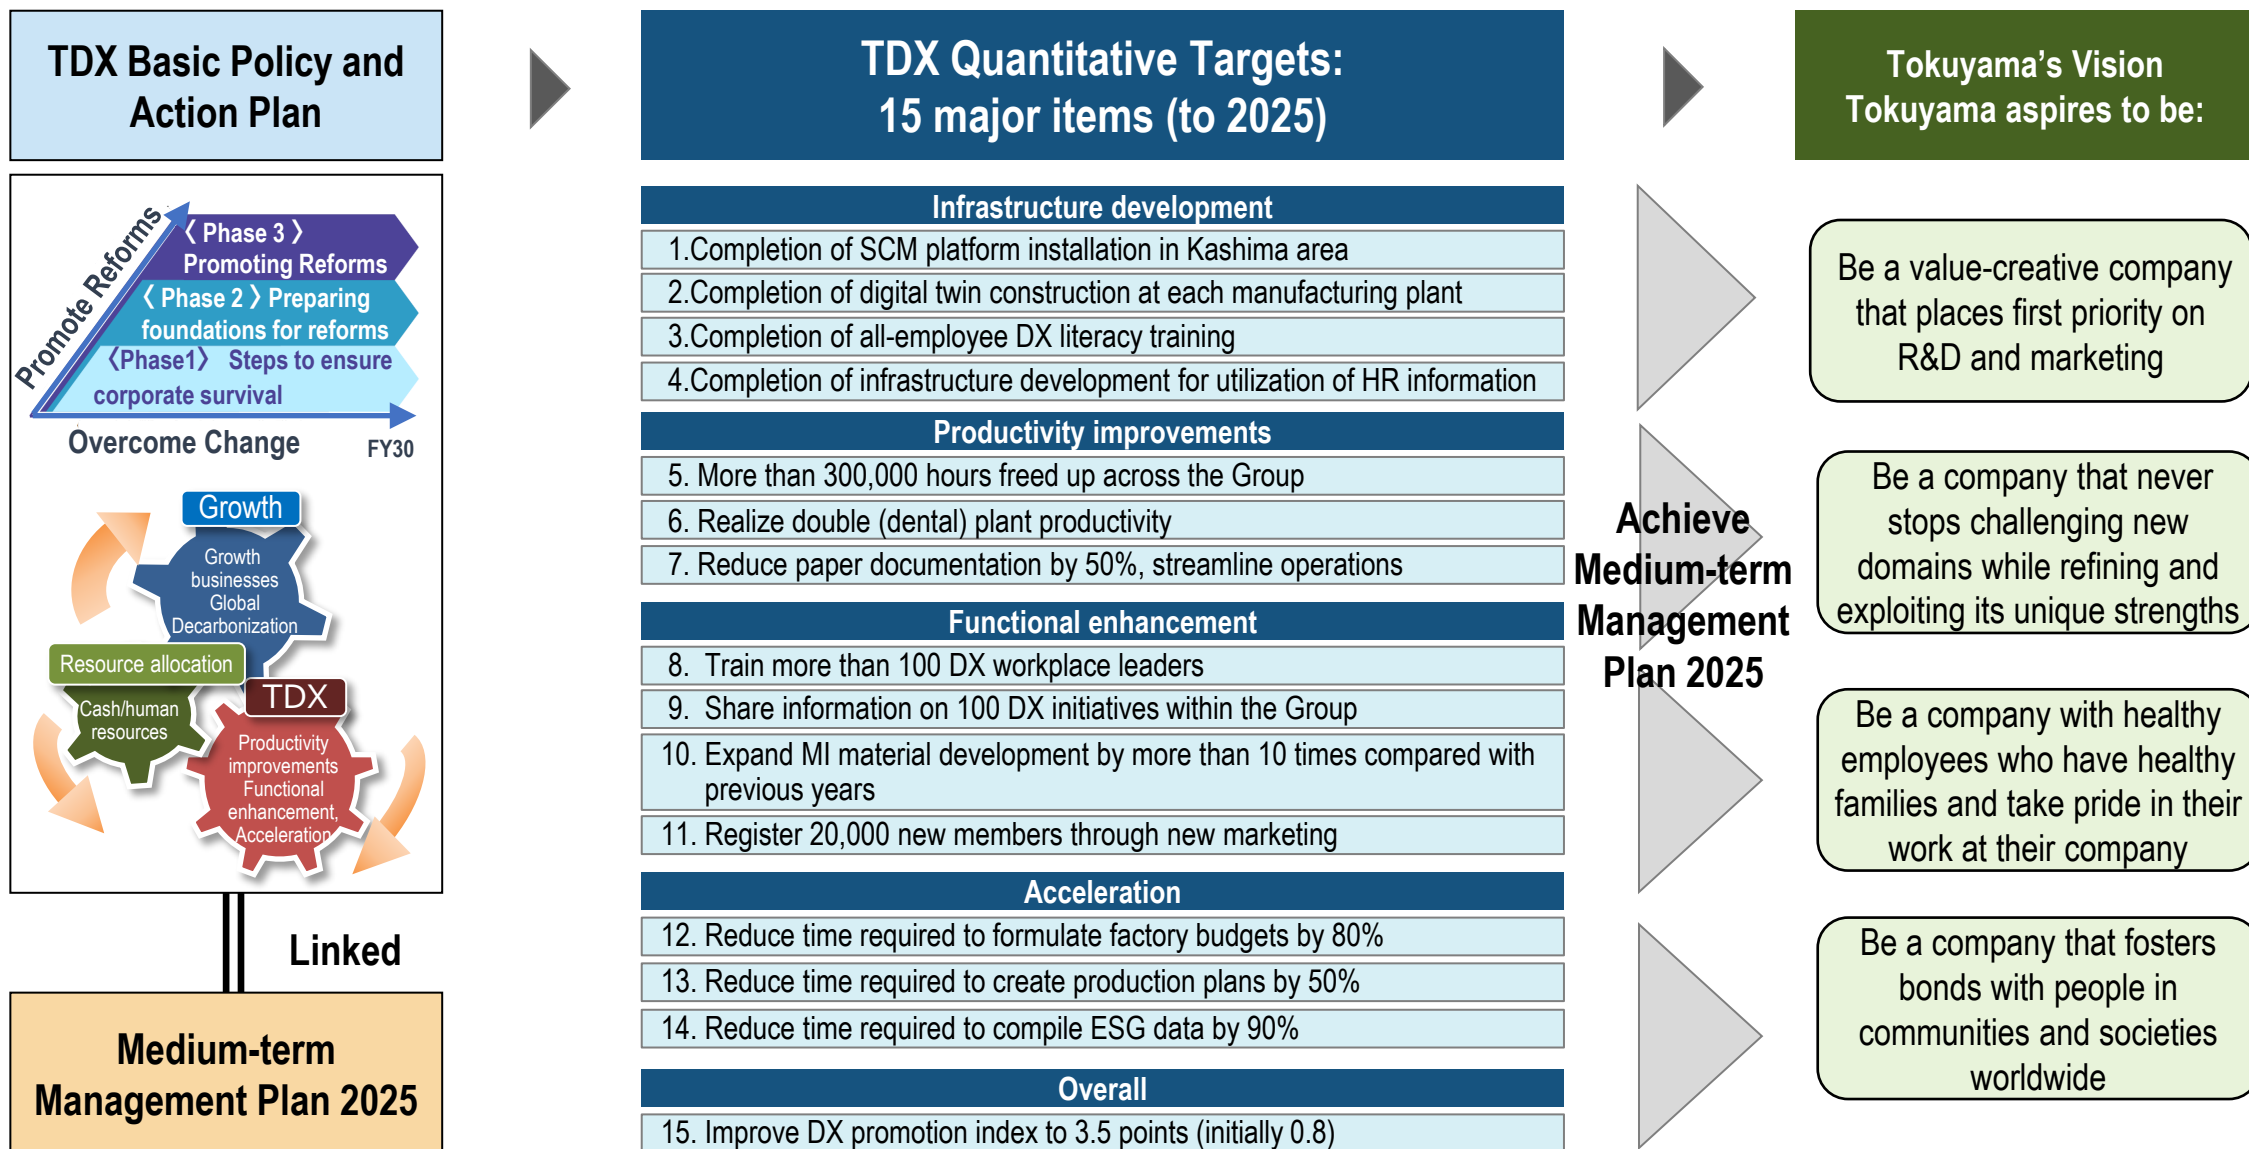 TDX Basic Policy and
Action Plan
Promote Reforms
〈 Phase 3 〉
Promoting Reforms
〈 Phase 2 〉 Preparing
foundations for reforms
〈Phase1〉 Steps to ensure
corporate survival
Overcome Change
FY30
Growth
Growth
businesses
Global
Decarbonization
Resource allocation
Cash/human
resources
TDX
Productivity
improvements
Functional
enhancement,
Acceleration
Linked
Medium-term
Management Plan 2025
TDX Quantitative Targets:
15 major items (to 2025)
Infrastructure development
1.Completion of SCM platform installation in Kashima area
2.Completion of digital twin construction at each manufacturing plant
3.Completion of all-employee DX literacy training
4.Completion of infrastructure development for utilization of HR information
Productivity improvements
5. More than 300,000 hours freed up across the Group
6. Realize double (dental) plant productivity
7. Reduce paper documentation by 50%, streamline operations
Functional enhancement
8. Train more than 100 DX workplace leaders
9. Share information on 100 DX initiatives within the Group
10. Expand MI material development by more than 10 times compared with
previous years
11. Register 20,000 new members through new marketing
Acceleration
12. Reduce time required to formulate factory budgets by 80%
13. Reduce time required to create production plans by 50%
14. Reduce time required to compile ESG data by 90%
Overall
15. Improve DX promotion index to 3.5 points (initially 0.8)
Achieve
Medium-term
Management
Plan 2025
Tokuyama’s Vision
Tokuyama aspires to be:
Be a value-creative company
that places first priority on
R&D and marketing
Be a company that never
stops challenging new
domains while refining and
exploiting its unique strengths
Be a company with healthy
employees who have healthy
families and take pride in their
work at their company
Be a company that fosters
bonds with people in
communities and societies
worldwide